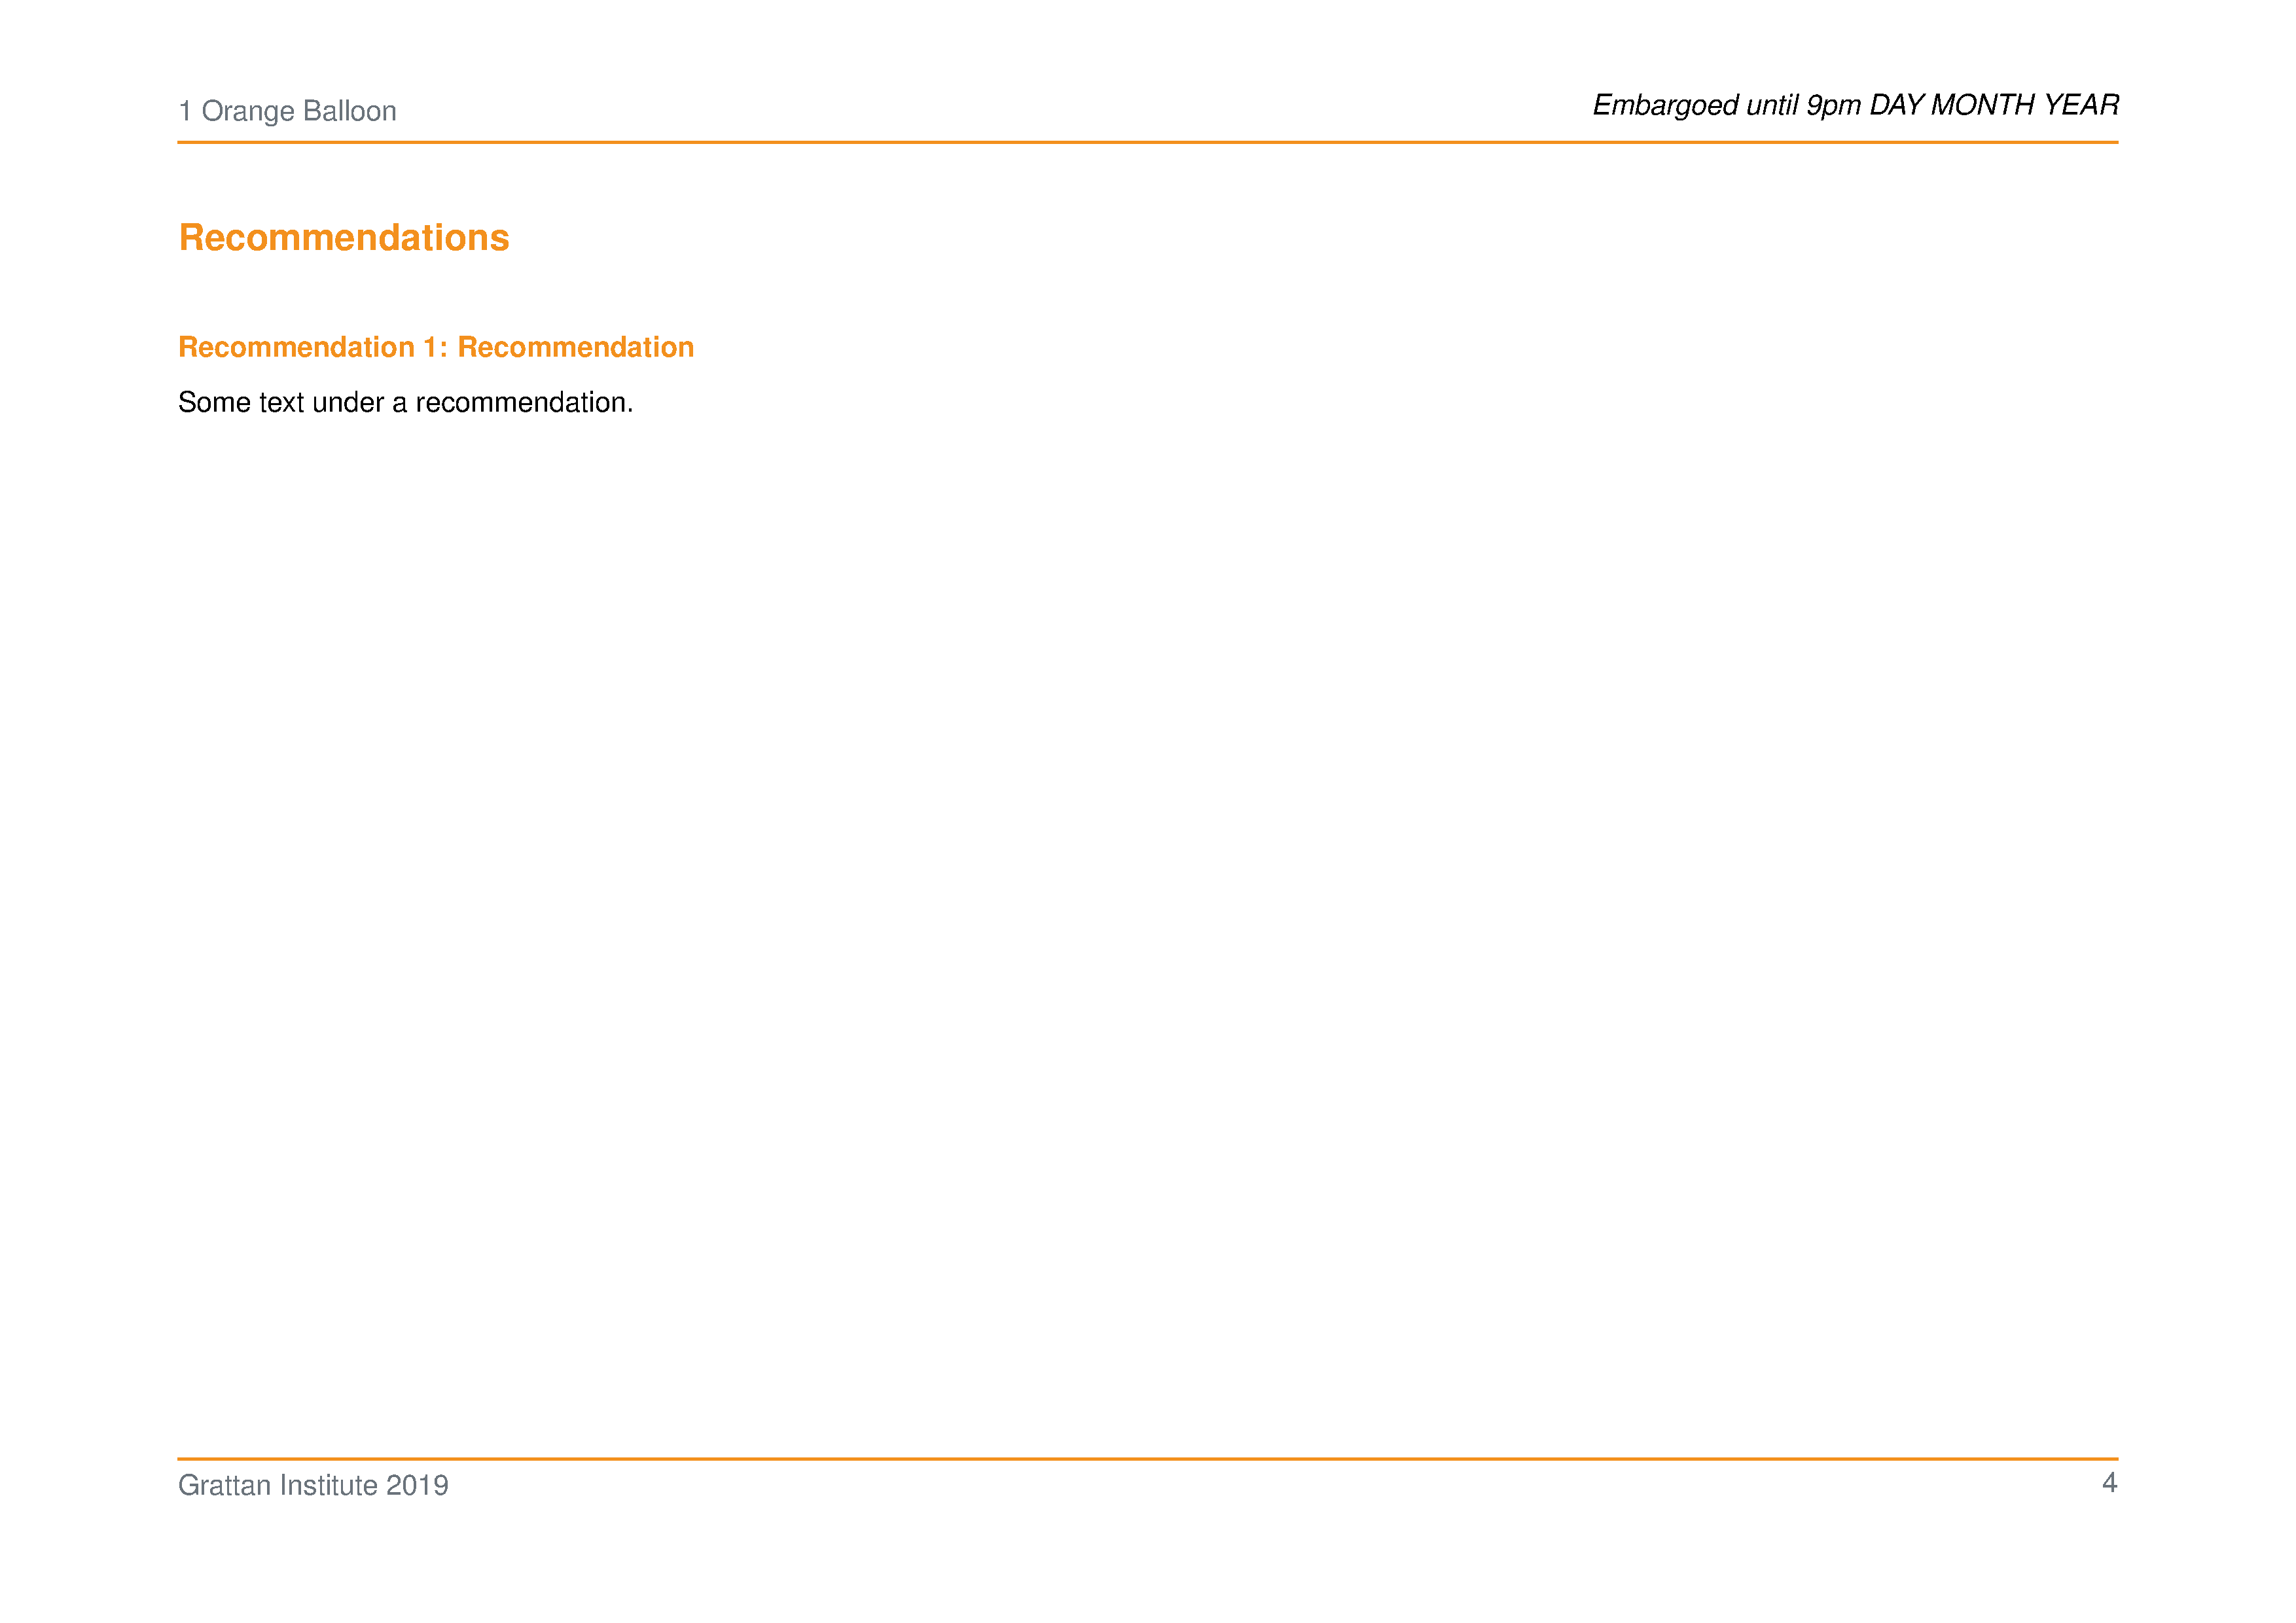 1 Orange Balloon
Embargoed until 9pm DAY MONTH YEAR
Recommendations
Recommendation 1: Recommendation
Some text under a recommendation.
Grattan Institute 2019
4